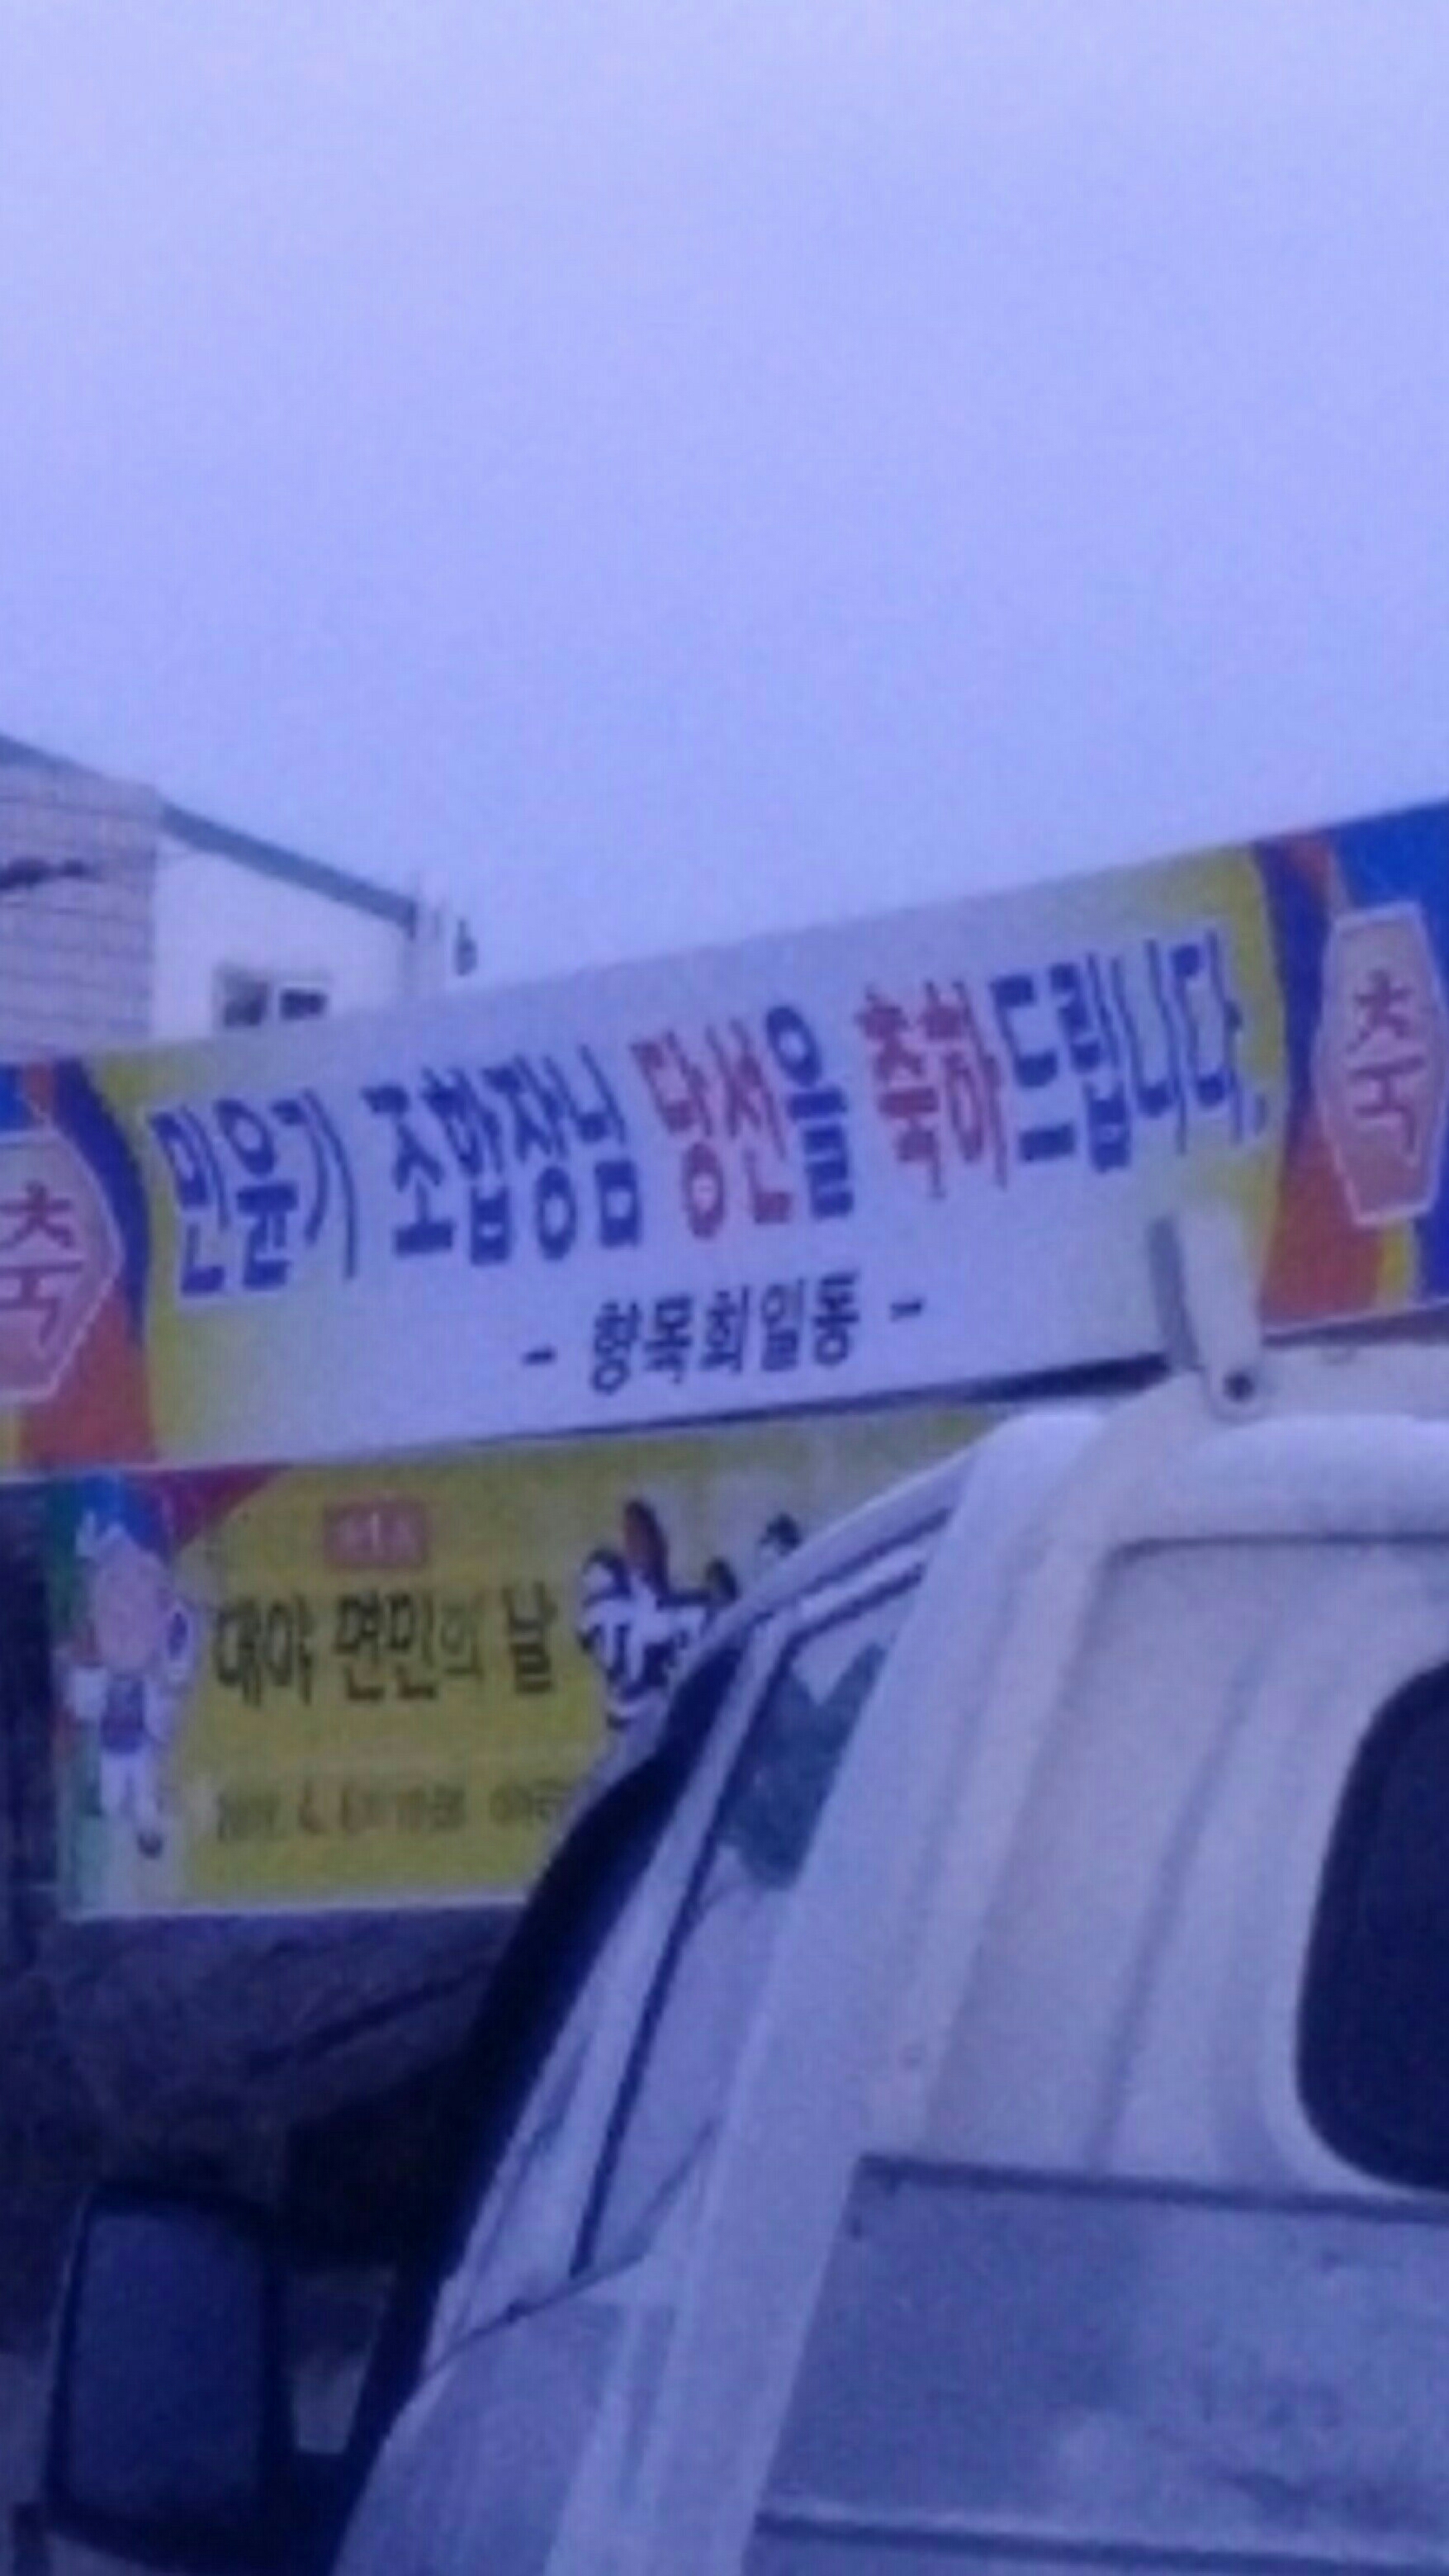 축 민윤기 조합장님 당선을 축하드립니다. 축
- 향목회일동 -
대야 면민의 날